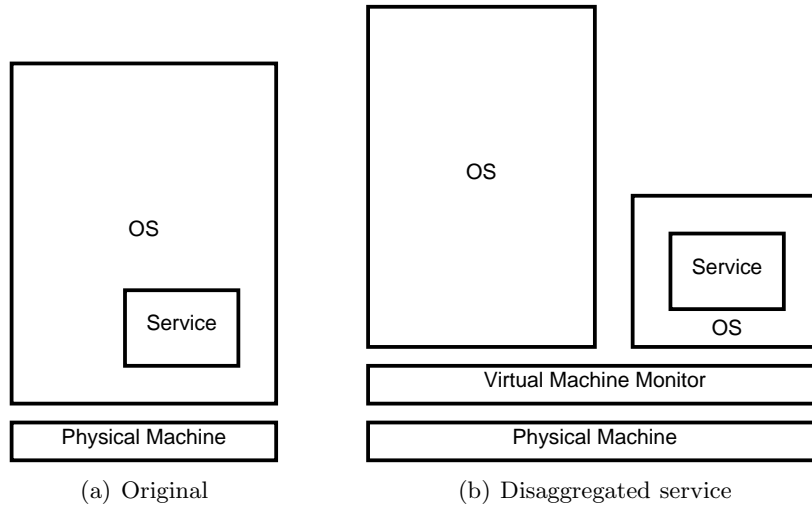 OS
Service
Physical Machine
(a) Original
OS
Service
OS
Virtual Machine Monitor
Physical Machine
(b) Disaggregated service